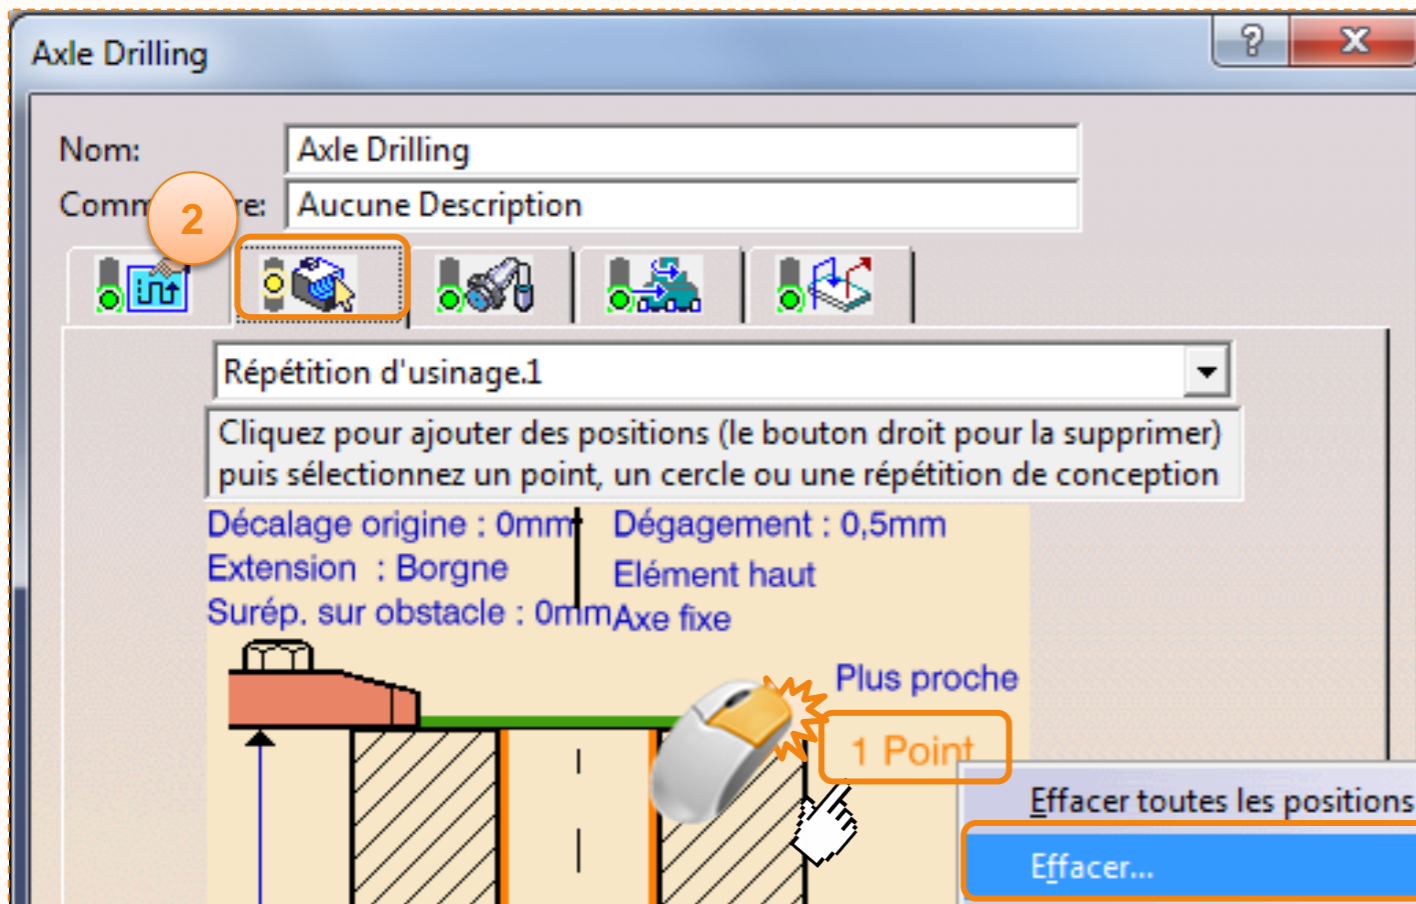 Axle Drilling
?
Nom:
Axle Drilling
Comm re:
Aucune Description
2
Répétition d'usinage.1
Cliquez pour ajouter des positions (le bouton droit pour la supprimer)
puis sélectionnez un point, un cercle ou une répétition de conception
Décalage origine : 0mm
Dégagement : 0,5mm
Extension : Borgne
Elément haut
Surép. sur obstacle : 0mm
Axe fixe
Plus proche
1 Point
Effacer toutes les positions
Effacer...